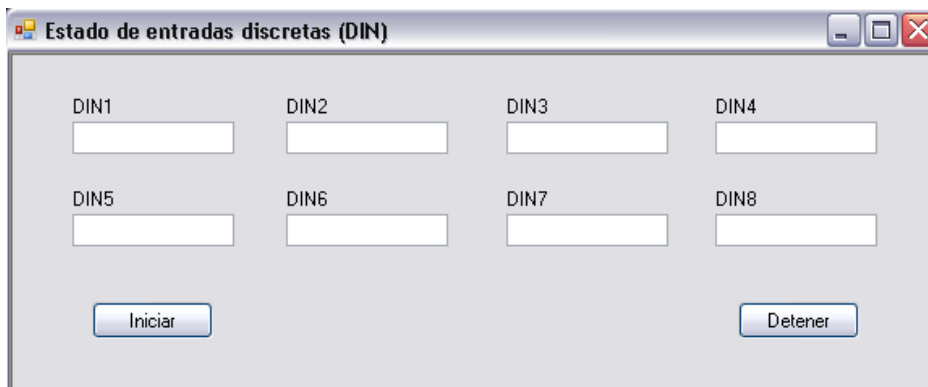 Estado de entradas discretas (DIN)
DIN1 DIN2 DIN3 DIN4
DIN5 DIN6 DIN7 DIN8
Iniciar Detener